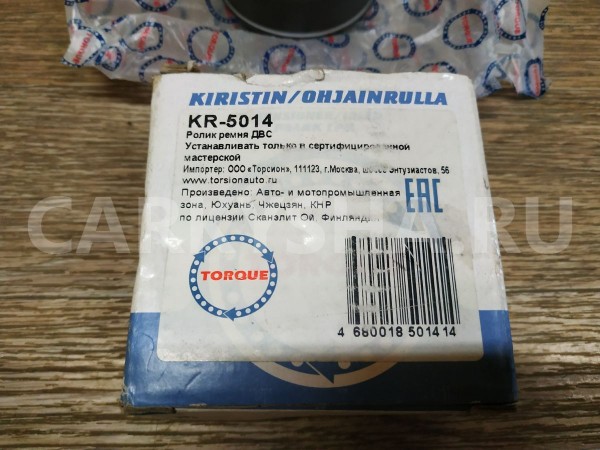 KIRISTIN/OHJAINRULLA
KR-5014
Ролик ремня ДВС
Устанавливать только в сертифицированной
мастерской
Импортер: ООО «Торсион», 111123, г.Москва, шоссе Энтузиастов, 56
www.torsionauto.ru
Произведено: Авто- и мотопромышленная
зона, Юхуань, Чжецзян, КНР
по лицензии Сканэлит Ой, Финляндия
EAC
TORQUE
4 680018 501414